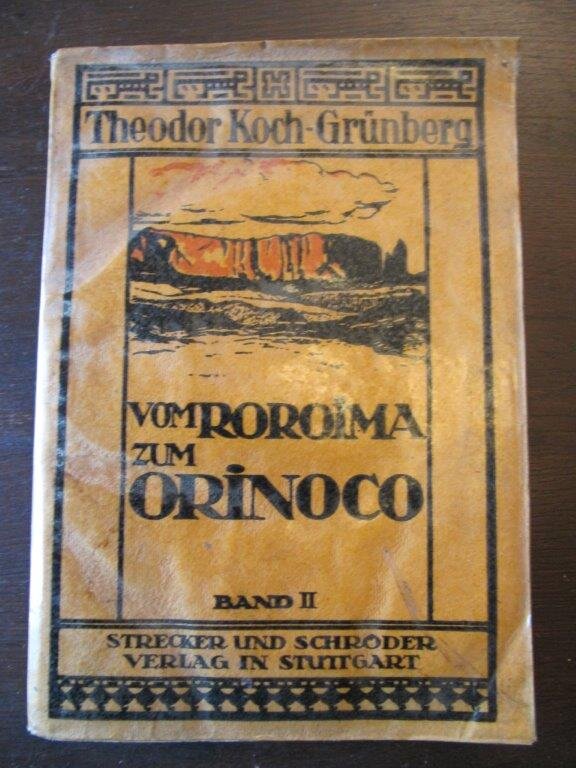 Theodor Koch-Grünberg
VOM ROROIMA
ZUM
ORINOCO
BAND II
STRECKER UND SCHRÖDER
VERLAG IN STUTTGART